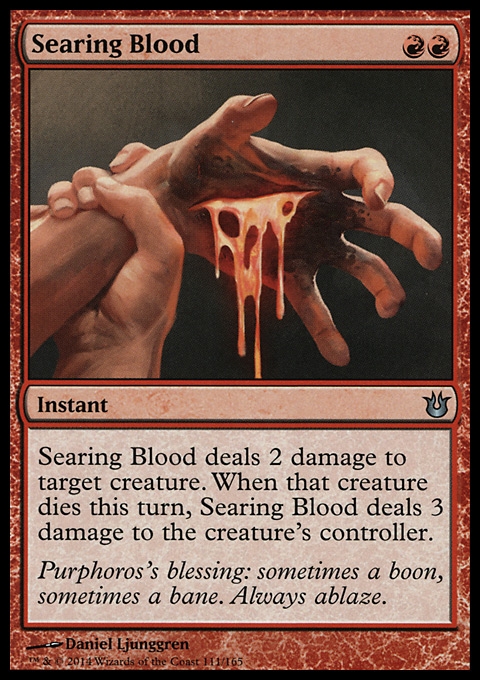 Searing Blood
Instant
Searing Blood deals 2 damage to
target creature. When that creature
dies this turn, Searing Blood deals 3
damage to the creature's controller.
Purphoros's blessing: sometimes a boon,
sometimes a bane. Always ablaze.
Daniel Ljunggren
™ & © 2014 Wizards of the Coast 111/165